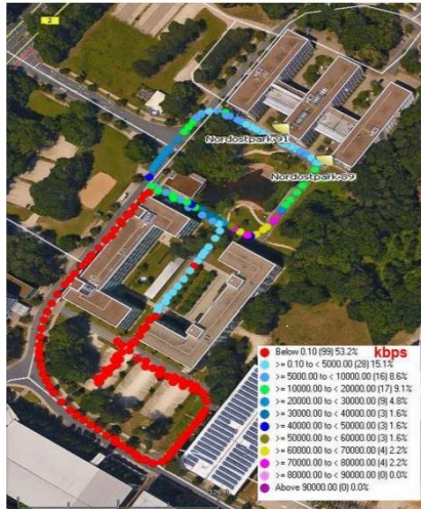 2
Nordostpark-91
Nordostpark-89
Below 0.10 (99) 53.2% kbps
>= 0.10 to < 5000.00 (28) 15.1%
>= 5000.00 to < 10000.00 (16) 8.6%
>= 10000.00 to < 20000.00 (17) 9.1%
>= 20000.00 to < 30000.00 (9) 4.8%
>= 30000.00 to < 40000.00 (3) 1.6%
>= 40000.00 to < 50000.00 (3) 1.6%
>= 50000.00 to < 60000.00 (3) 1.6%
>= 60000.00 to < 70000.00 (4) 2.2%
>= 70000.00 to < 80000.00 (4) 2.2%
>= 80000.00 to < 90000.00 (0) 0.0%
Above 90000.00 (0) 0.0%